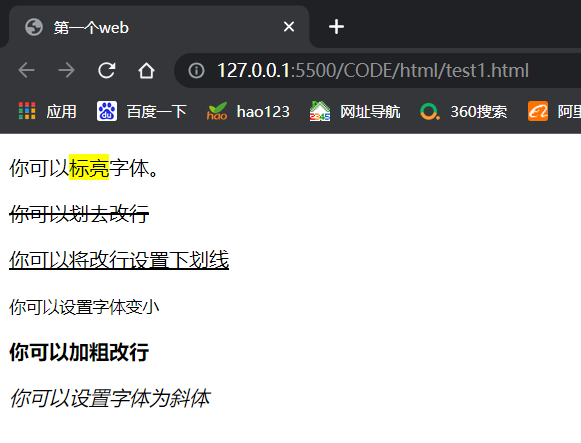 第一个web
127.0.0.1:5500/CODE/html/test1.html
应用 百度一下 hao123 网址导航 360搜索 阿里
你可以标亮字体。
你可以划去改行
你可以将改行设置下划线
你可以设置字体变小
你可以加粗改行
你可以设置字体为斜体